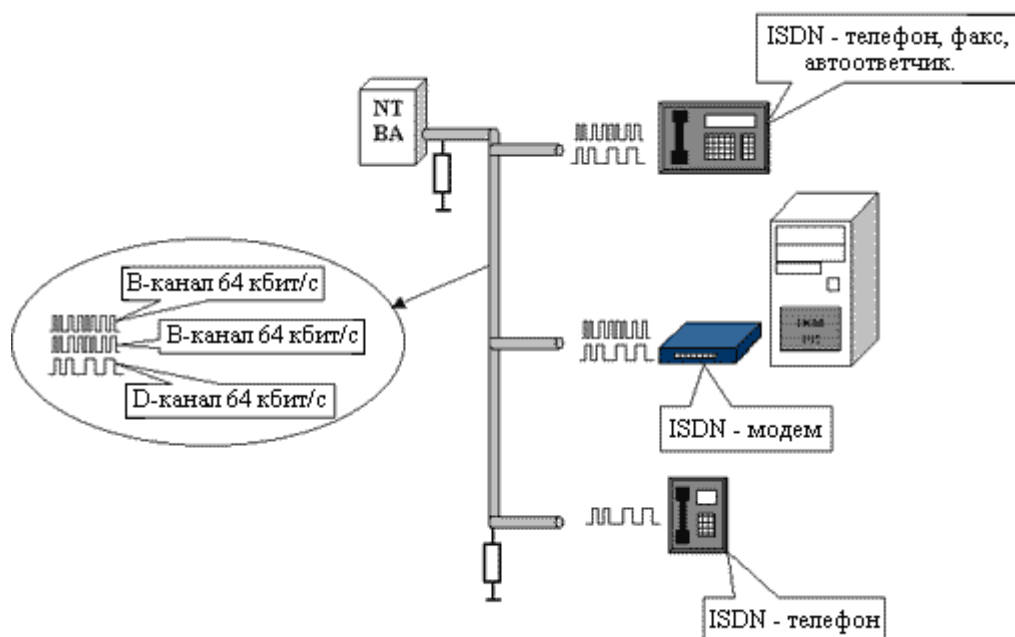 ISDN - телефон, факс,
автоответчик.
NT
BA
B-канал 64 кбит/с
B-канал 64 кбит/с
D-канал 64 кбит/с
ISDN - модем
ISDN - телефон